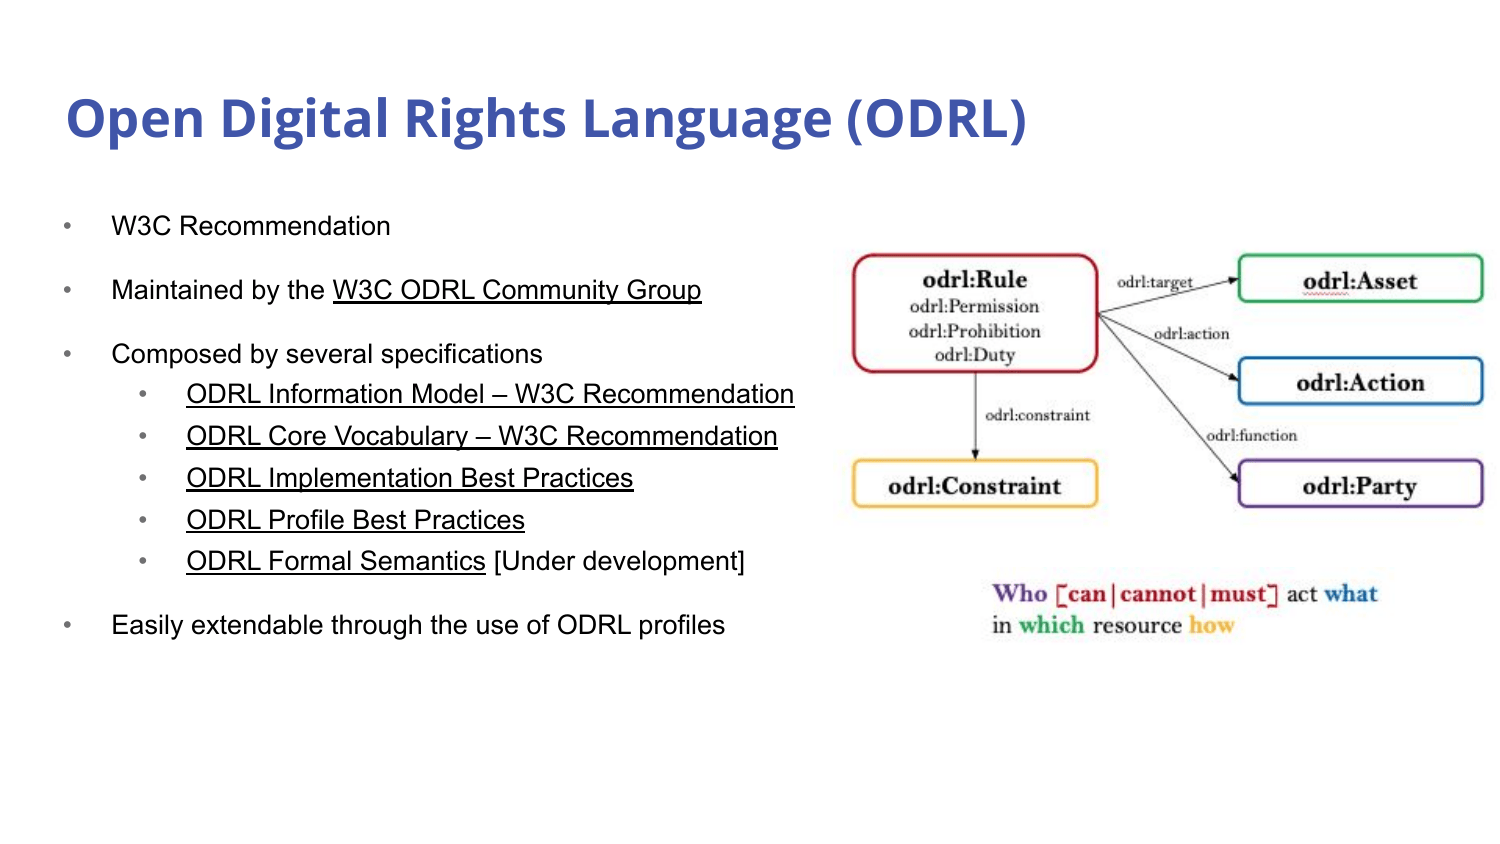 Open Digital Rights Language (ODRL)
• W3C Recommendation
• Maintained by the W3C ODRL Community Group
• Composed by several specifications
• ODRL Information Model – W3C Recommendation
• ODRL Core Vocabulary – W3C Recommendation
• ODRL Implementation Best Practices
• ODRL Profile Best Practices
• ODRL Formal Semantics [Under development]
• Easily extendable through the use of ODRL profiles
odrl:Rule
odrl:Permission
odrl:Prohibition
odrl:Duty
odrl:target
odrl:Asset
odrl:action
odrl:Action
odrl:constraint
odrl:function
odrl:Constraint
odrl:Party
Who [can|cannot|must] act what
in which resource how